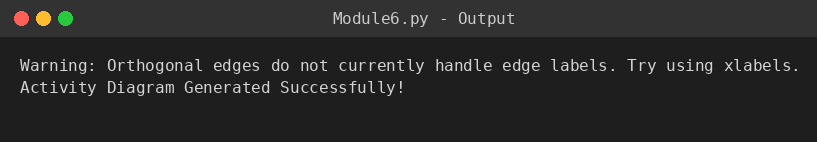 Module6.py - Output
Warning: Orthogonal edges do not currently handle edge labels. Try using xlabels.
Activity Diagram Generated Successfully!